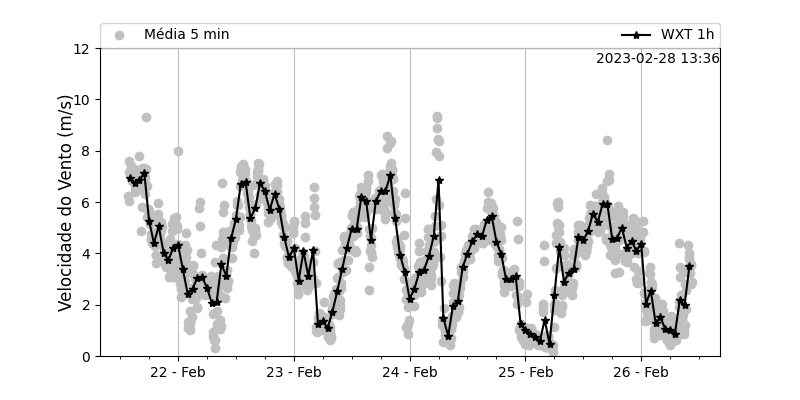 Média 5 min
WXT 1h
2023-02-28 13:36
Velocidade do Vento (m/s)
12
10
8
6
4
2
0
22 - Feb
23 - Feb
24 - Feb
25 - Feb
26 - Feb